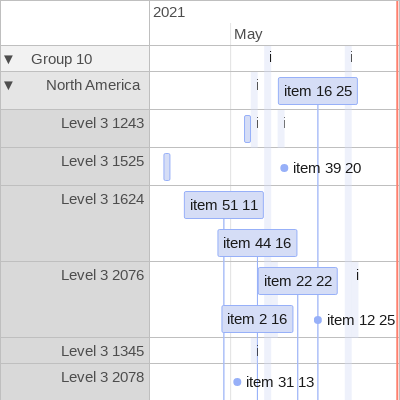 2021
May
▼ Group 10 i i
▼ North America i item 16 25
Level 3 1243 i i
Level 3 1525 item 39 20
Level 3 1624 item 51 11
item 44 16
Level 3 2076 item 22 22 i
item 2 16 item 12 25
Level 3 1345 i
Level 3 2078 item 31 13